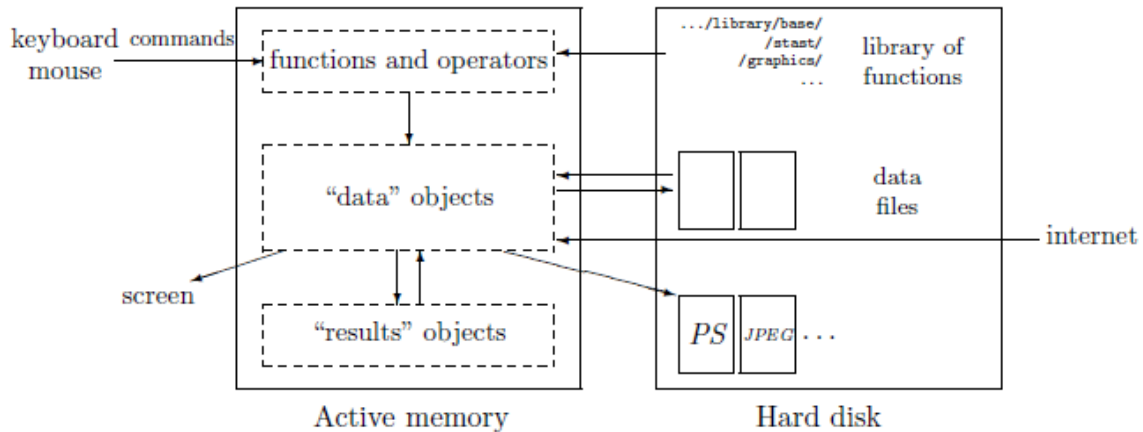 keyboard commands
mouse
functions and operators
.../library/base/
/stast/
/graphics/
...
library of
functions
“data” objects
data
files
internet
screen
“results” objects
PS
JPEG
...
Active memory
Hard disk